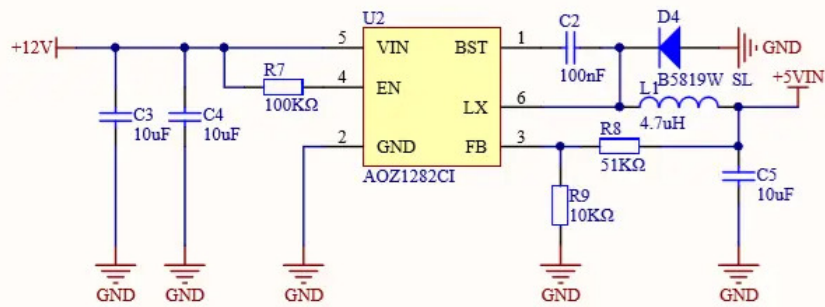 U2
C2
D4
+12V
5
VIN
BST
1
GND
R7
100nF
B5819W
SL
+5VIN
4
EN
L1
100KΩ
C3
C4
LX
6
4.7uH
10uF
10uF
R8
2
GND
FB
3
51KΩ
C5
AOZ1282CI
R9
10uF
10KΩ
GND
GND
GND
GND
GND